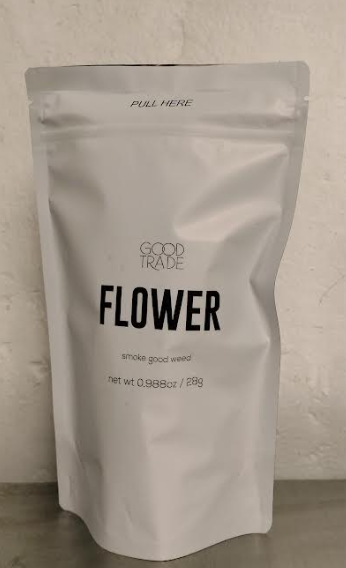 PULL HERE
GOOD
TRADE
FLOWER
smoke good weed
net wt 0.988oz / 28g